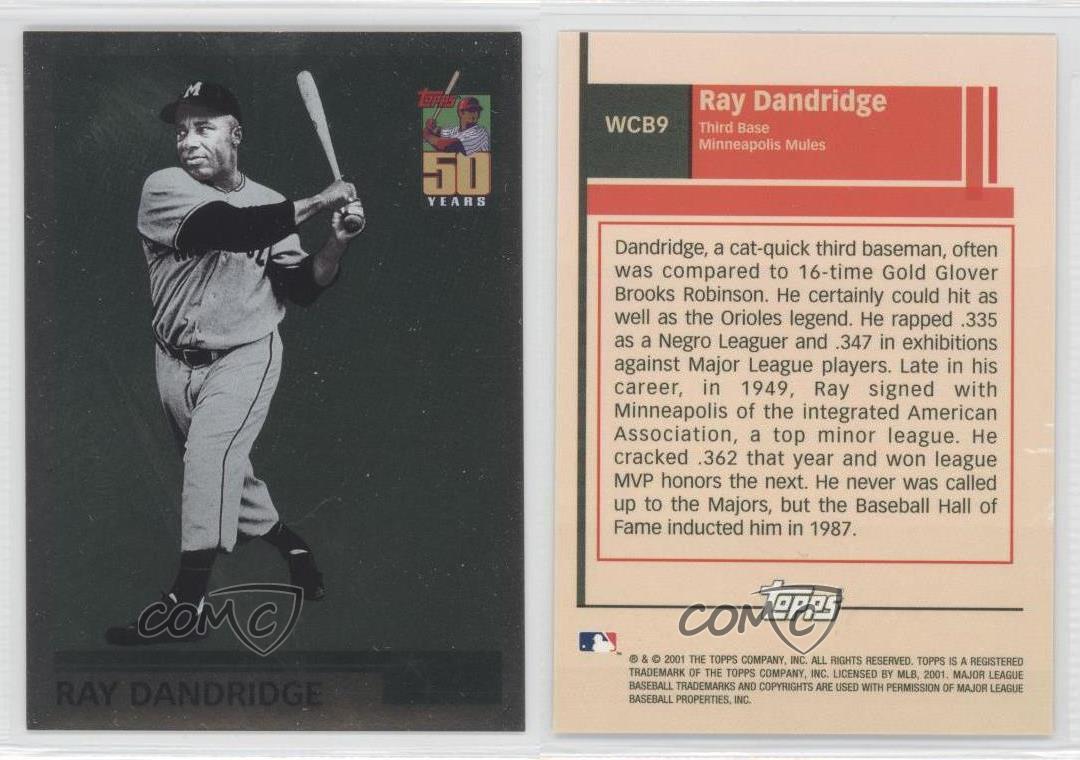 M
Topps
50
YEARS
COMC
RAY DANDRIDGE
WCB9
Ray Dandridge
Third Base
Minneapolis Mules
Dandridge, a cat-quick third baseman, often
was compared to 16-time Gold Glover
Brooks Robinson. He certainly could hit as
well as the Orioles legend. He rapped .335
as a Negro Leaguer and .347 in exhibitions
against Major League players. Late in his
career, in 1949, Ray signed with
Minneapolis of the integrated American
Association, a top minor league. He
cracked .362 that year and won league
MVP honors the next. He never was called
up to the Majors, but the Baseball Hall of
Fame inducted him in 1987.
Topps
COMC
® & © 2001 THE TOPPS COMPANY, INC. ALL RIGHTS RESERVED. TOPPS IS A REGISTERED
TRADEMARK OF THE TOPPS COMPANY, INC. LICENSED BY MLB, 2001. MAJOR LEAGUE
BASEBALL TRADEMARKS AND COPYRIGHTS ARE USED WITH PERMISSION OF MAJOR LEAGUE
BASEBALL PROPERTIES, INC.